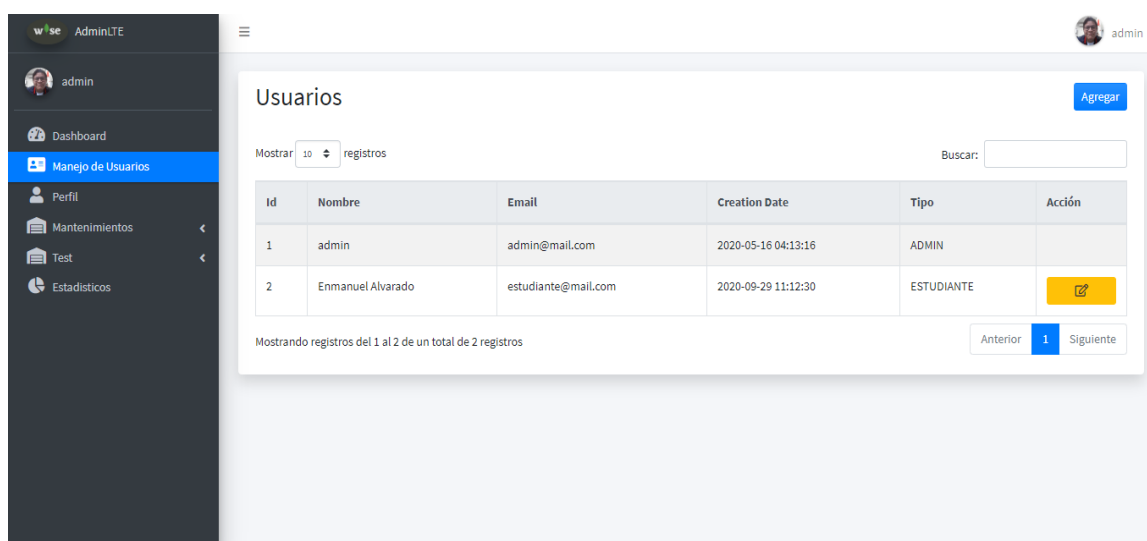 wise AdminLTE
admin
admin
Dashboard
Manejo de Usuarios
Perfil
Mantenimientos
Test
Estadisticos
Usuarios
Agregar
Mostrar 10 registros
Buscar:
Id Nombre Email Creation Date Tipo Acción
1 admin admin@mail.com 2020-05-16 04:13:16 ADMIN
2 Enmanuel Alvarado estudiante@mail.com 2020-09-29 11:12:30 ESTUDIANTE
Mostrando registros del 1 al 2 de un total de 2 registros
Anterior 1 Siguiente